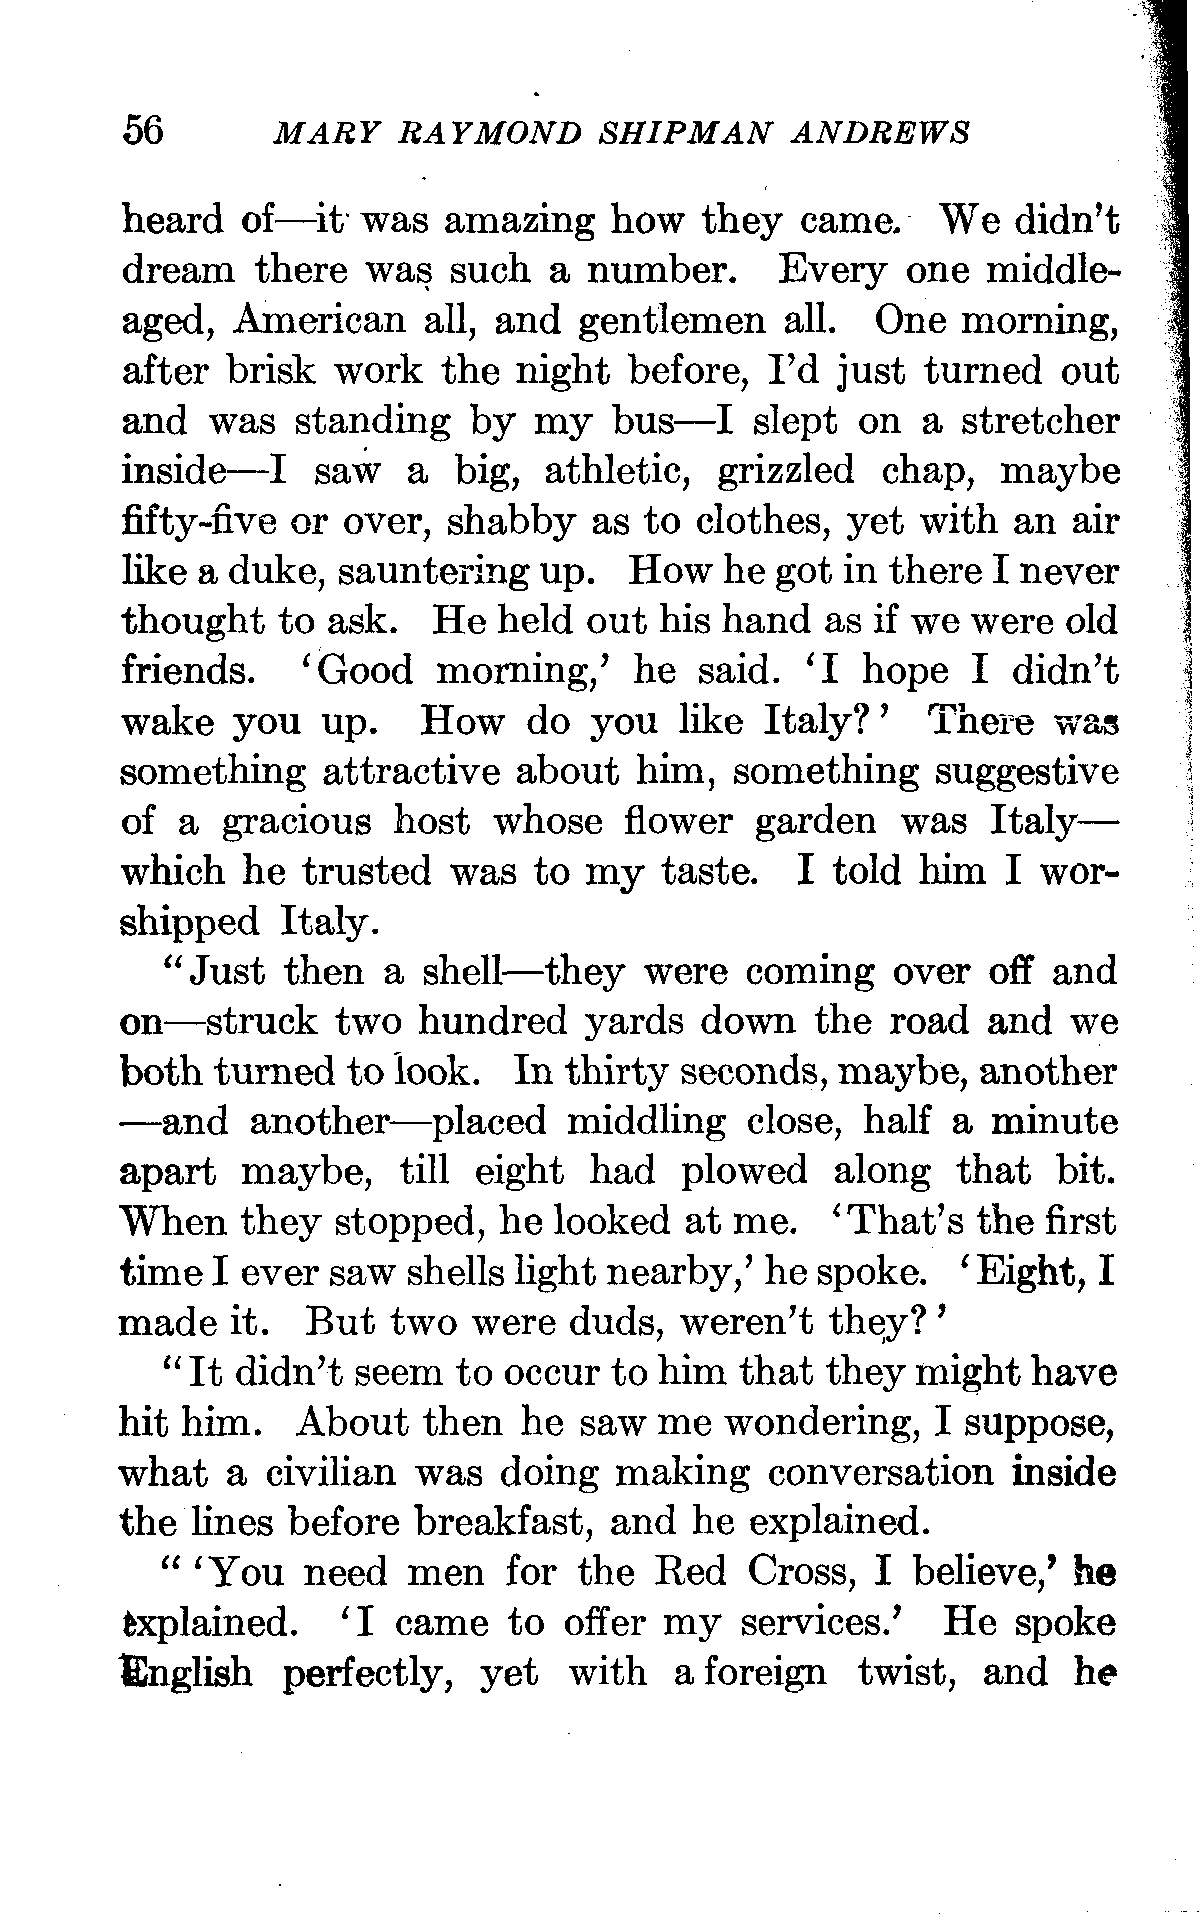 56 MARY RAYMOND SHIPMAN ANDREWS
heard of—it was amazing how they came. We didn't
dream there was such a number. Every one middle-
aged, American all, and gentlemen all. One morning,
after brisk work the night before, I'd just turned out
and was standing by my bus—I slept on a stretcher
inside—I saw a big, athletic, grizzled chap, maybe
fifty-five or over, shabby as to clothes, yet with an air
like a duke, sauntering up. How he got in there I never
thought to ask. He held out his hand as if we were old
friends. 'Good morning,' he said. 'I hope I didn't
wake you up. How do you like Italy?' There was
something attractive about him, something suggestive
of a gracious host whose flower garden was Italy—
which he trusted was to my taste. I told him I wor-
shipped Italy.
"Just then a shell—they were coming over off and
on—struck two hundred yards down the road and we
both turned to look. In thirty seconds, maybe, another
—and another—placed middling close, half a minute
apart maybe, till eight had plowed along that bit.
When they stopped, he looked at me. 'That's the first
time I ever saw shells light nearby,' he spoke. 'Eight, I
made it. But two were duds, weren't they?'
"It didn't seem to occur to him that they might have
hit him. About then he saw me wondering, I suppose,
what a civilian was doing making conversation inside
the lines before breakfast, and he explained.
"'You need men for the Red Cross, I believe,' he
explained. 'I came to offer my services.' He spoke
English perfectly, yet with a foreign twist, and he